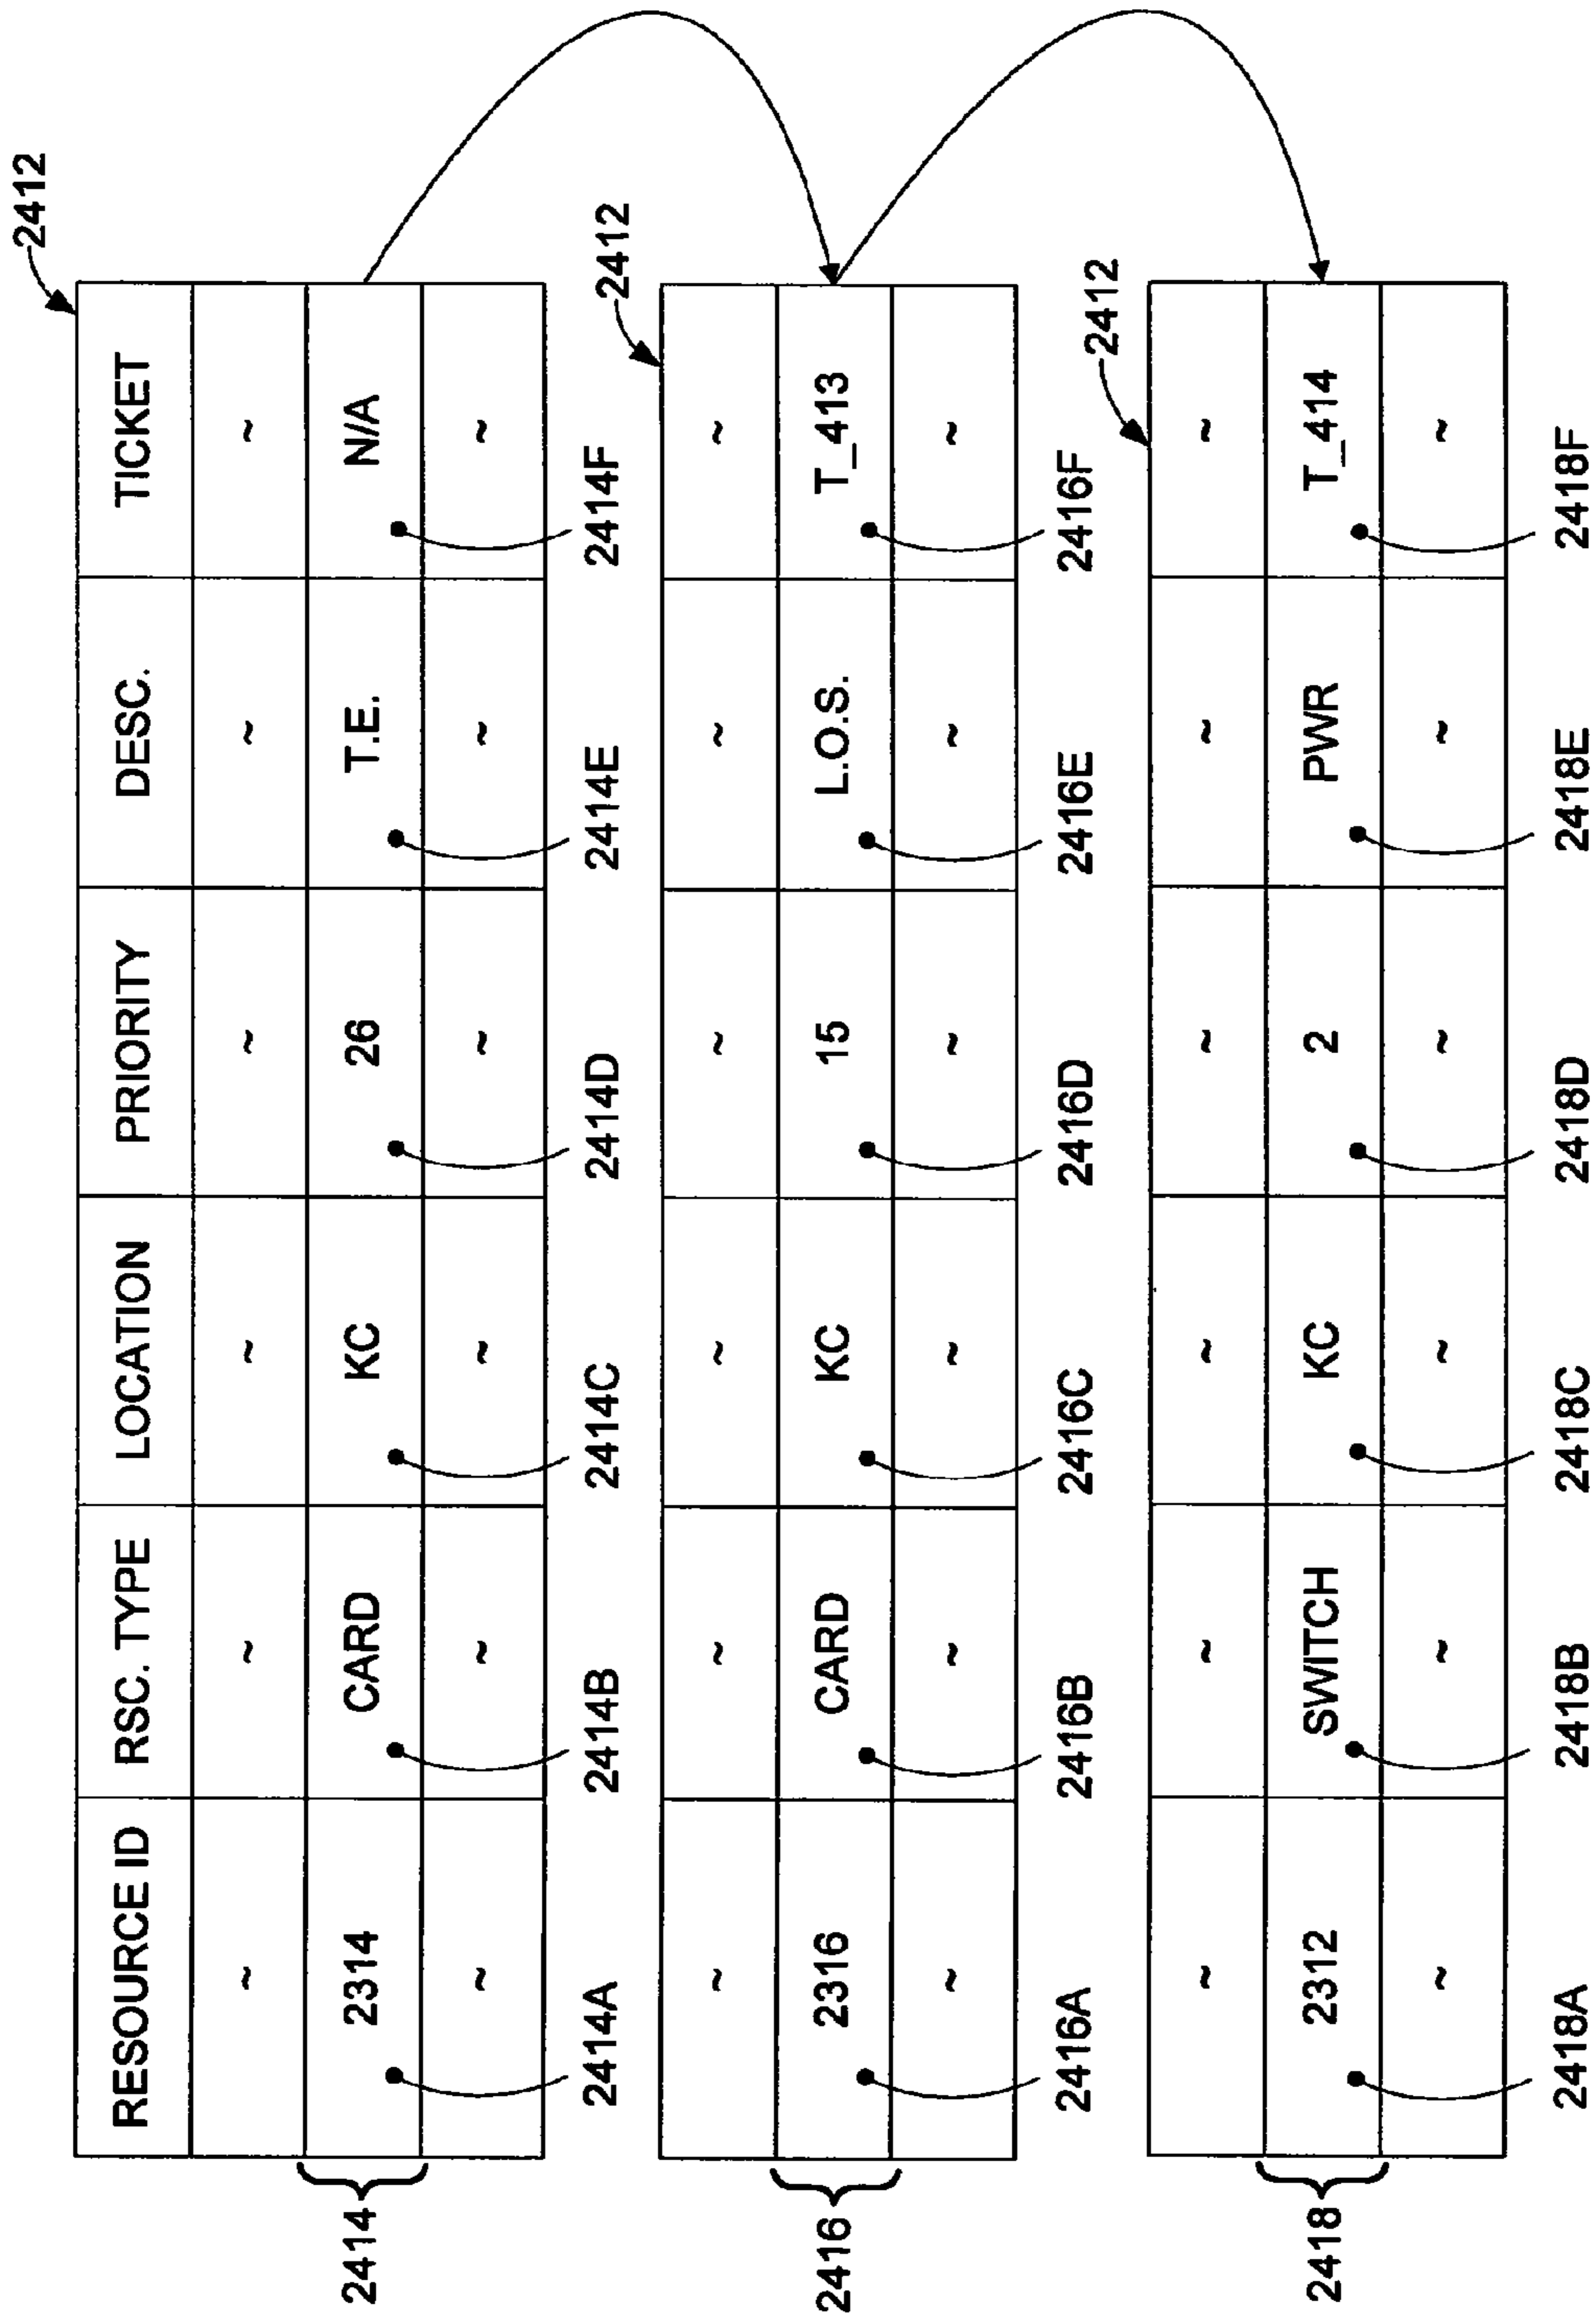 2412
RESOURCE ID RSC. TYPE LOCATION PRIORITY DESC. TICKET
~ ~ ~ ~ ~ ~
2414 2314 CARD KC 26 T.E. N/A
~ ~ ~ ~ ~ ~
2414A 2414B 2414C 2414D 2414E 2414F
2412
~ ~ ~ ~ ~ ~
2416 2316 CARD KC 15 L.O.S. T_413
~ ~ ~ ~ ~ ~
2416A 2416B 2416C 2416D 2416E 2416F
2412
~ ~ ~ ~ ~ ~
2418 2312 SWITCH KC 2 PWR T_414
~ ~ ~ ~ ~ ~
2418A 2418B 2418C 2418D 2418E 2418F